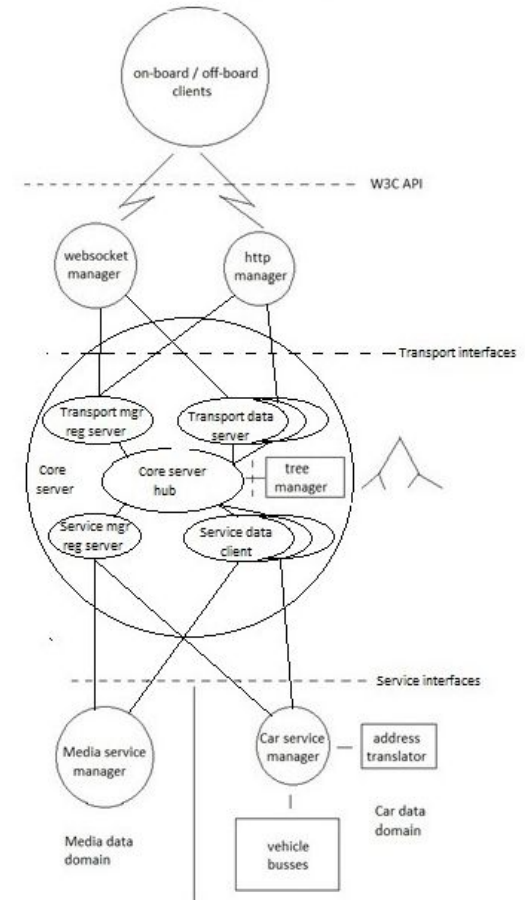 on-board / off-board
clients
W3C API
websocket
manager
http
manager
Transport interfaces
Transport mgr
reg server
Transport data
server
Core
server
Core server
hub
tree
manager
Service mgr
reg server
Service data
client
Service interfaces
Media service
manager
Car service
manager
address
translator
Media data
domain
vehicle
busses
Car data
domain